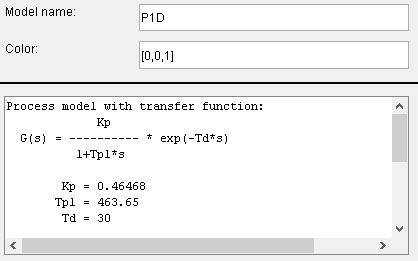 Model name:
P1D
Color:
[0,0,1]
Process model with transfer function:
Kp
G(s) = ---------- * exp(-Td*s)
1+Tp1*s
Kp = 0.46468
Tp1 = 463.65
Td = 30